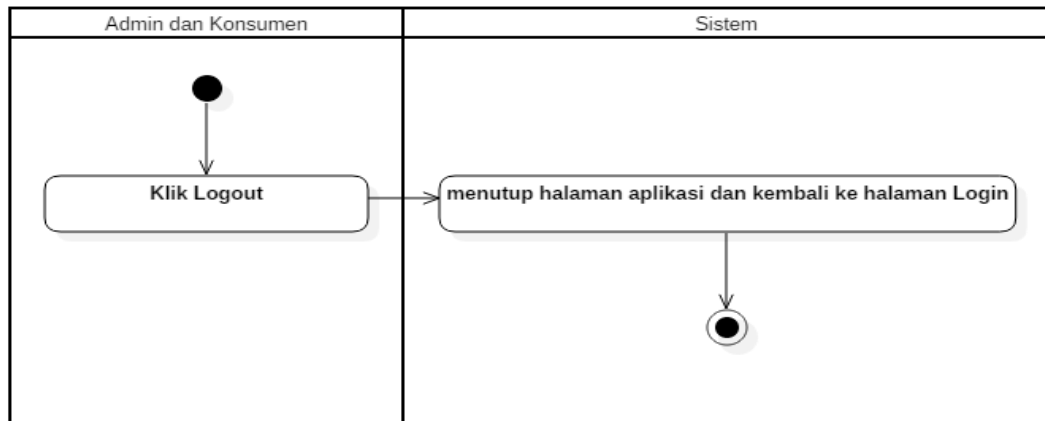 Admin dan Konsumen
Sistem
Klik Logout
menutup halaman aplikasi dan kembali ke halaman Login